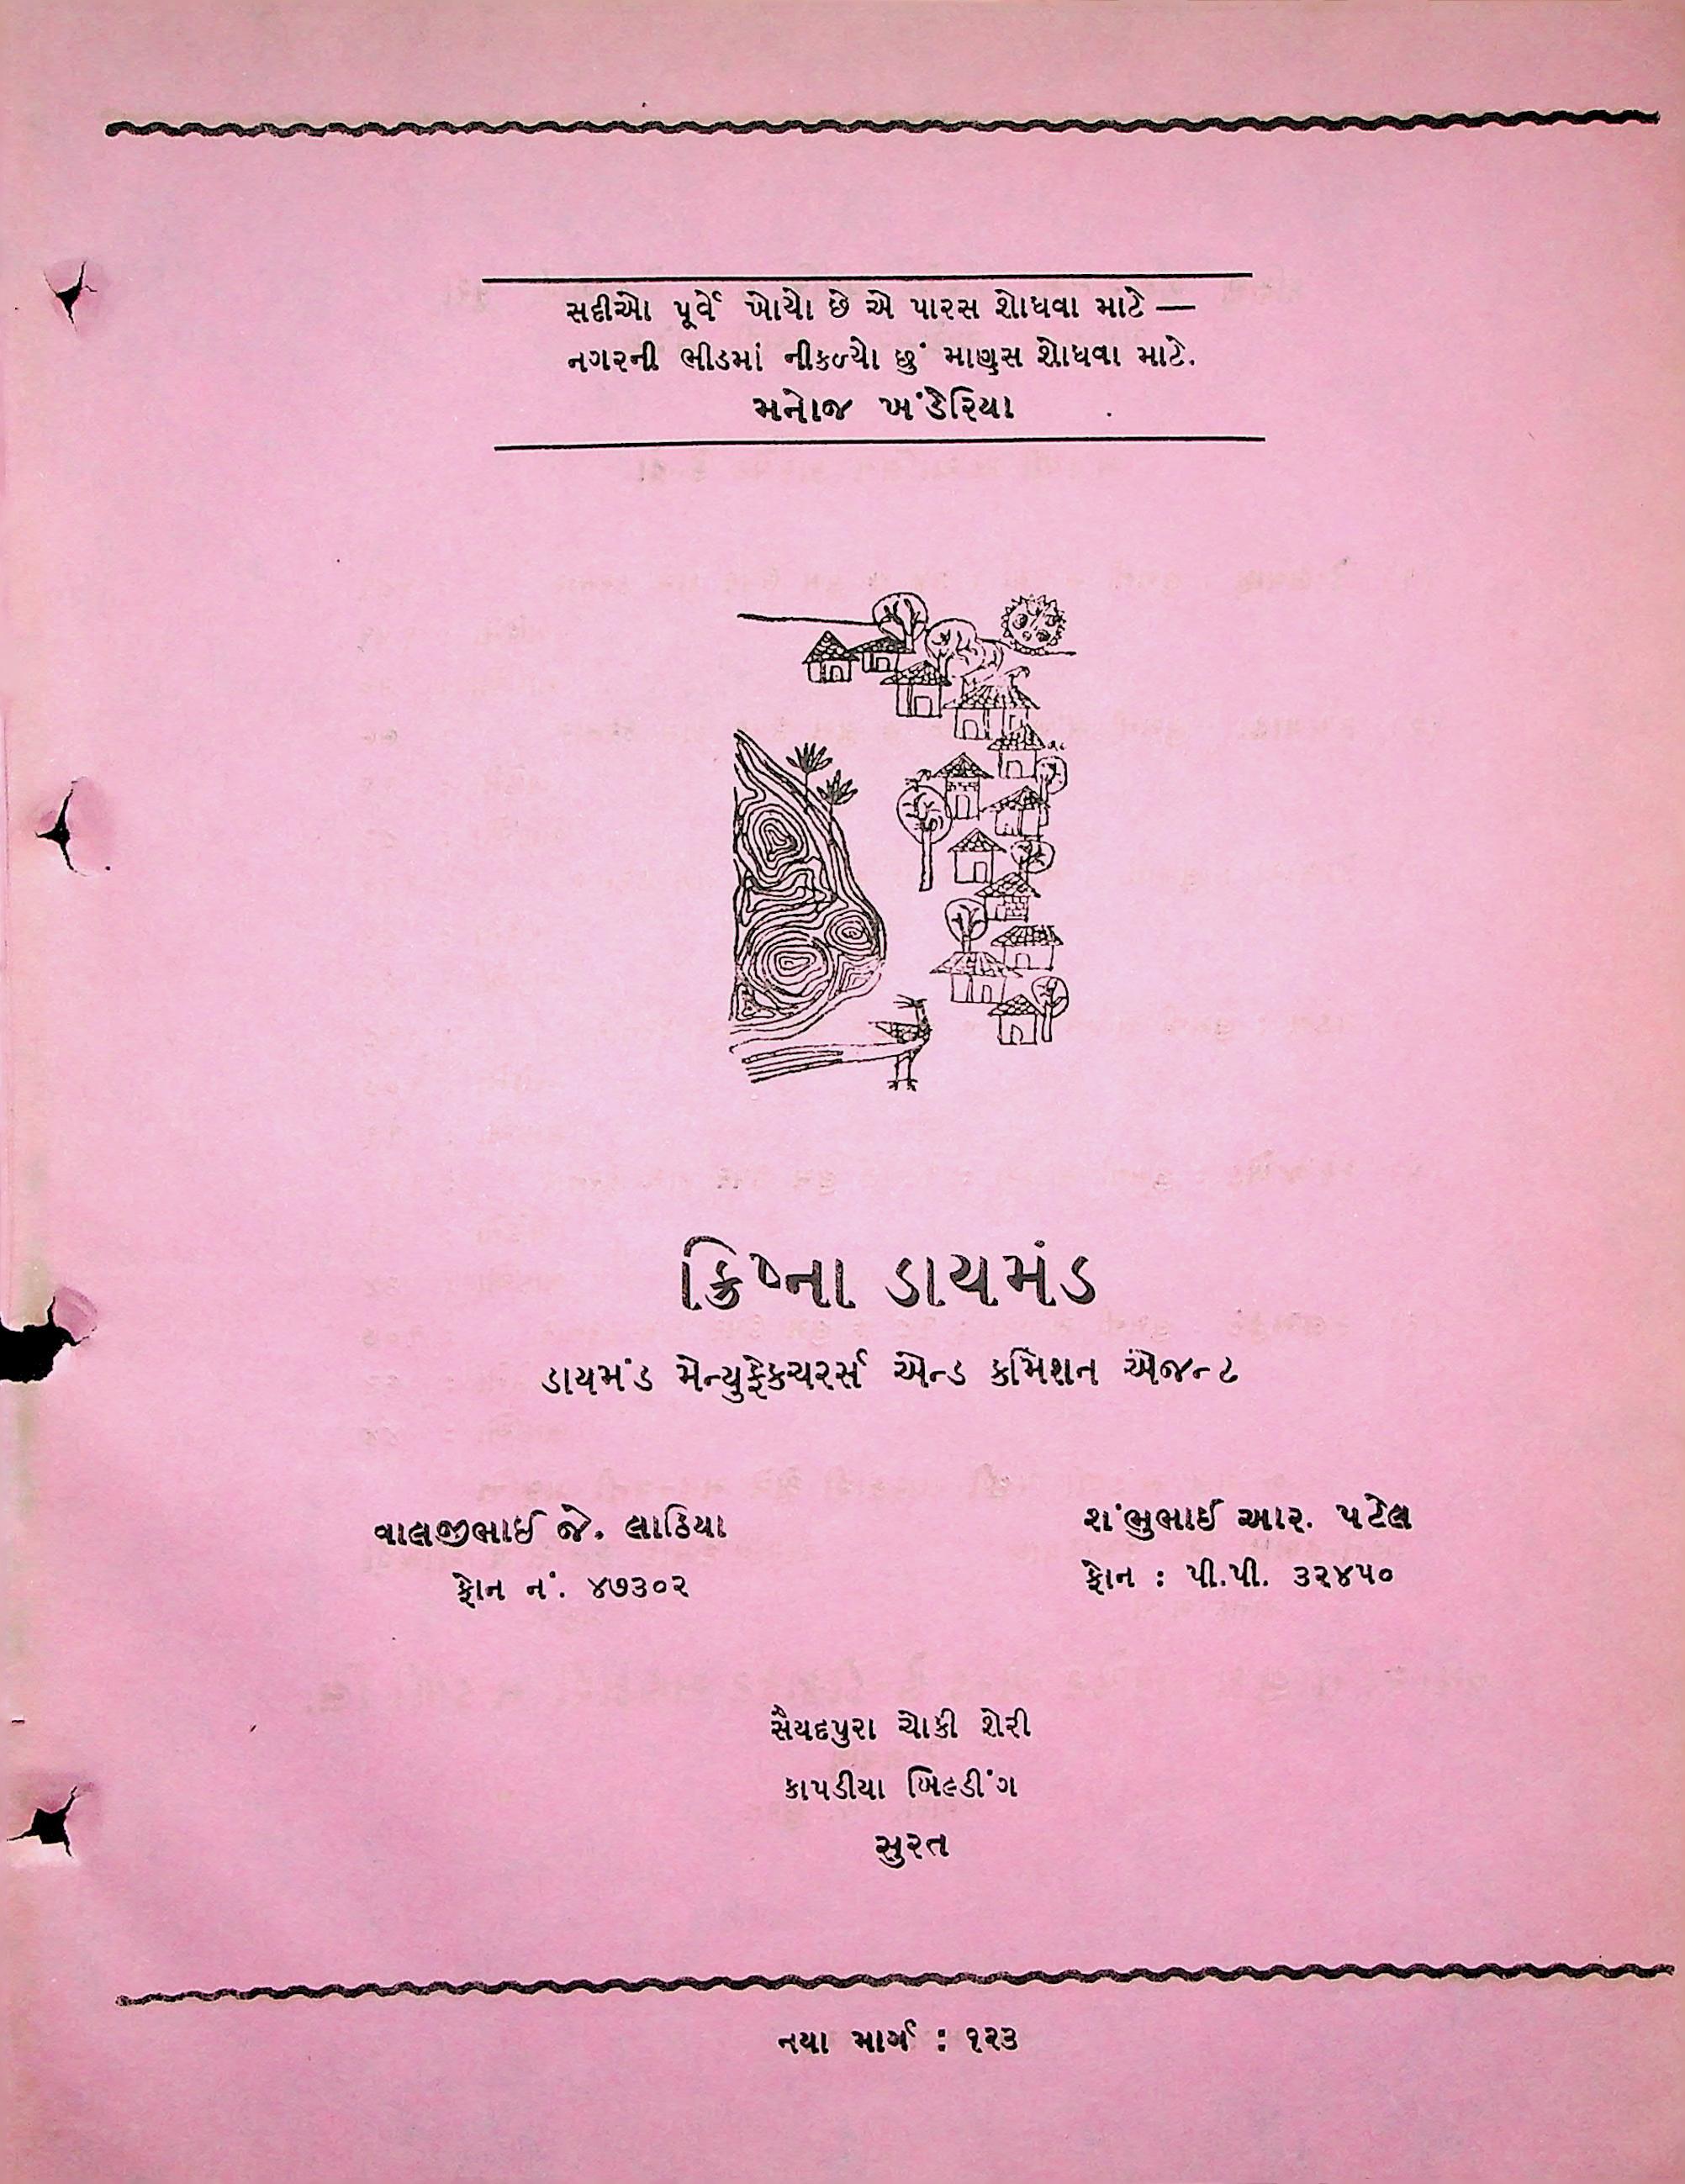 સદીઓ પૂર્વે ખોયો છે એ પારસ શોધવા માટે —
નગરની ભીડમાં નીકળ્યો છું માણસ શોધવા માટે.
મનોજ ખંડેરિયા
ક્રિષ્ના ડાયમંડ
ડાયમંડ મેન્યુફેકચરર્સ એન્ડ કમિશન એજન્ટ
વાલજીભાઈ જે. લાઠિયા
ફોન નં. ૪૭૩૦૨
શંભુભાઈ આર. પટેલ
ફોન : પી.પી. ૩૨૪૫૦
સૈયદપુરા ચોકી શેરી
કાપડીયા બિલ્ડીંગ
સુરત
નયા માર્ગ : ૧૨૩